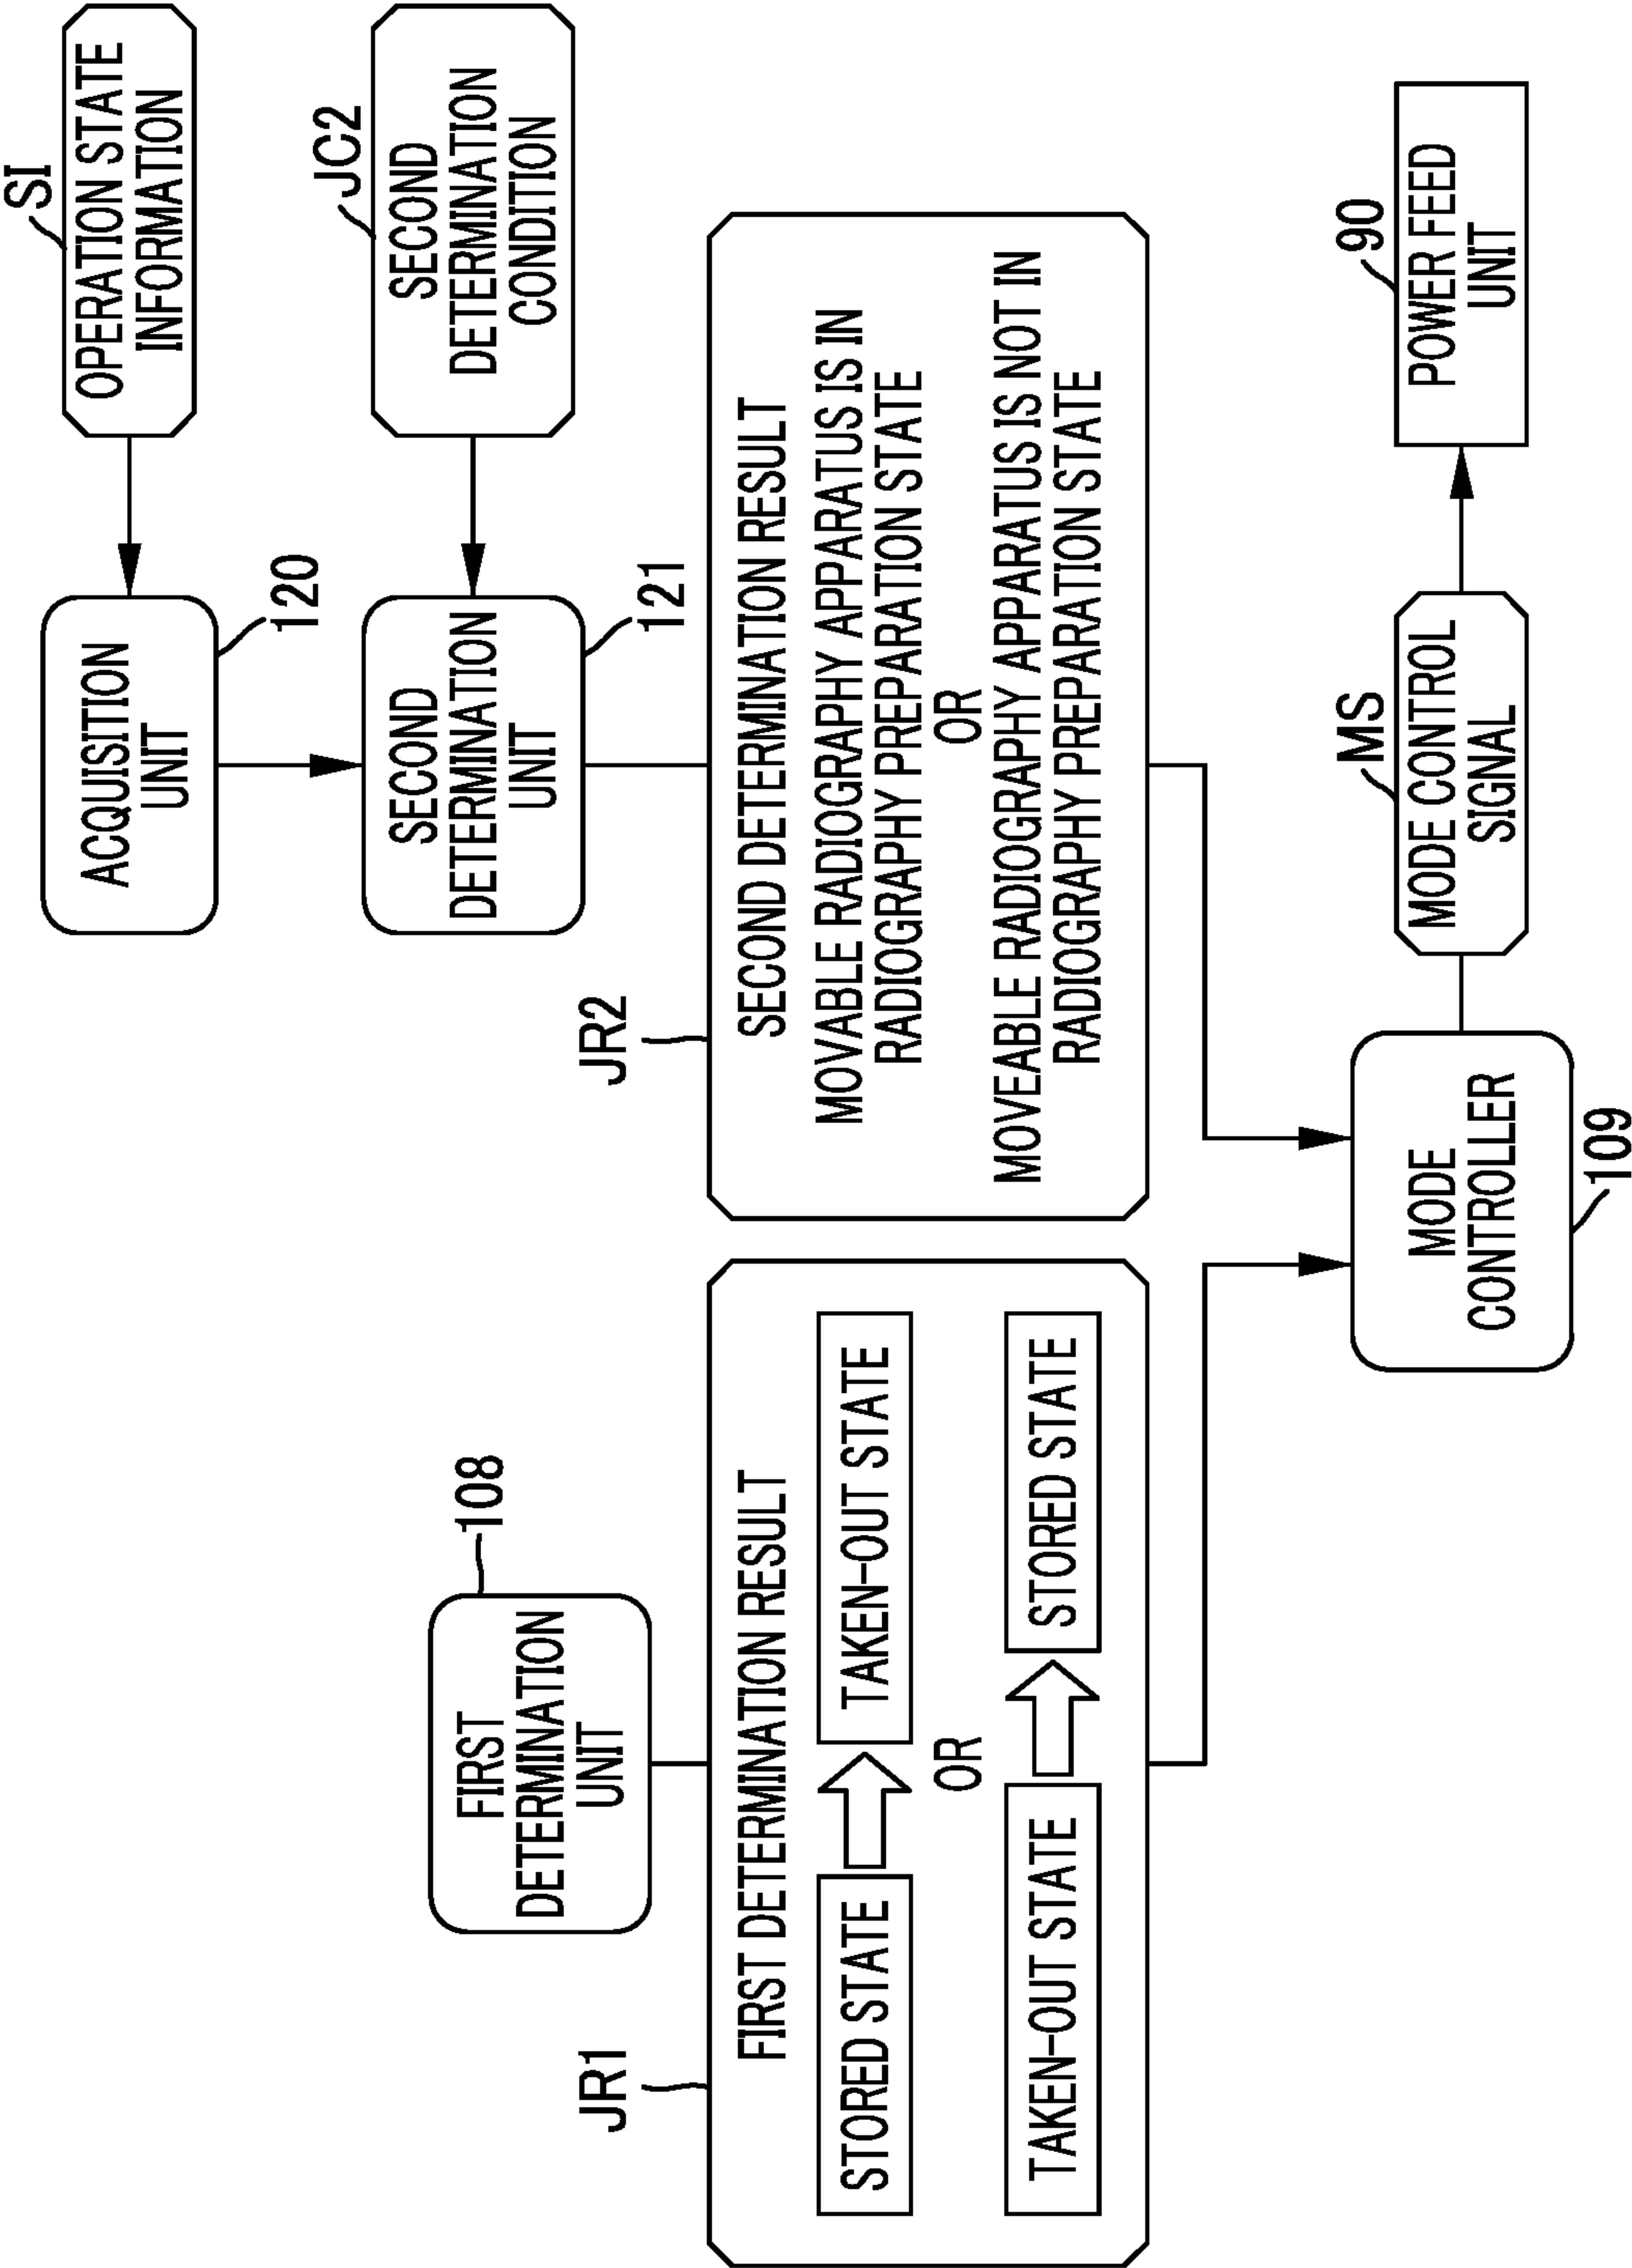 SI
OPERATION STATE
INFORMATION
ACQUISITION
UNIT
120
JC2
SECOND
DETERMINATION
CONDITION
SECOND
DETERMINATION
UNIT
121
108
FIRST
DETERMINATION
UNIT
JR1
FIRST DETERMINATION RESULT
STORED STATE
TAKEN-OUT STATE
OR
TAKEN-OUT STATE
STORED STATE
JR2
SECOND DETERMINATION RESULT
MOVABLE RADIOGRAPHY APPARATUS IS IN
RADIOGRAPHY PREPARATION STATE
OR
MOVEABLE RADIOGRAPHY APPARATUS IS NOT IN
RADIOGRAPHY PREPARATION STATE
MODE
CONTROLLER
109
MS
MODE CONTROL
SIGNAL
90
POWER FEED
UNIT